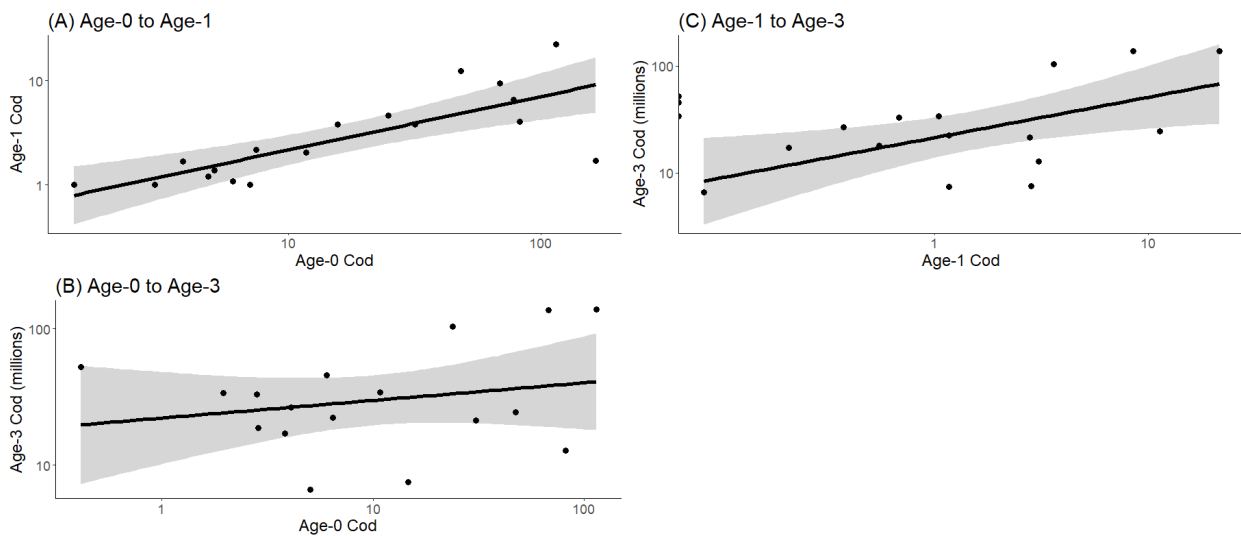 (A) Age-0 to Age-1
Age-1 Cod
10
1
10
100
Age-0 Cod
(C) Age-1 to Age-3
Age-3 Cod (millions)
100
10
1
10
Age-1 Cod
(B) Age-0 to Age-3
Age-3 Cod (millions)
100
10
1
10
100
Age-0 Cod